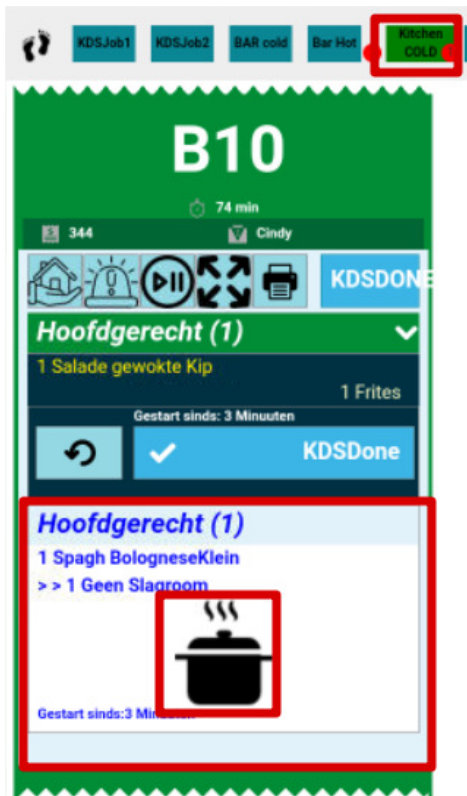 KDSJob1 KDSJob2 BAR cold Bar Hot Kitchen COLD
B10
74 min
344 Cindy
KDSDONE
Hoofdgerecht (1)
1 Salade gewokte Kip
1 Frites
Gestart sinds: 3 Minuuten
KDSDone
Hoofdgerecht (1)
1 Spagh BologneseKlein
> > 1 Geen Slagroom
Gestart sinds:3 Minuuten